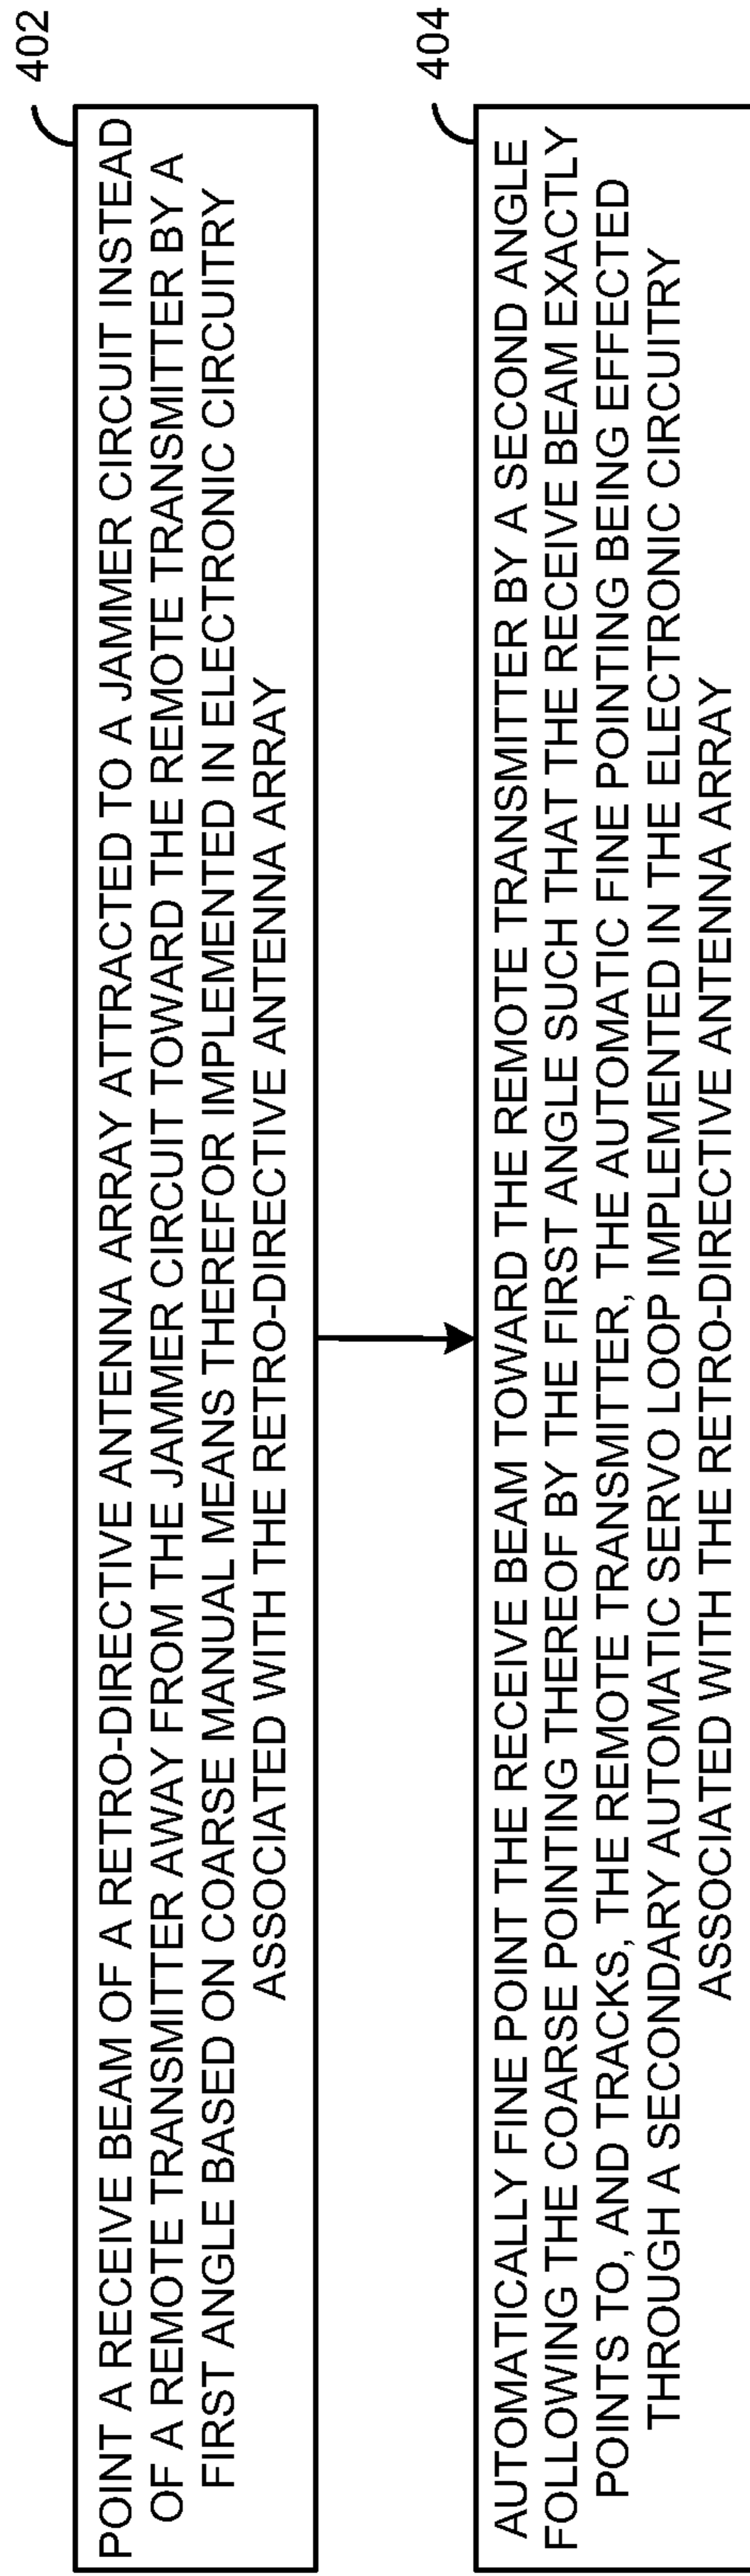 402
POINT A RECEIVE BEAM OF A RETRO-DIRECTIVE ANTENNA ARRAY ATTRACTED TO A JAMMER CIRCUIT INSTEAD
OF A REMOTE TRANSMITTER AWAY FROM THE JAMMER CIRCUIT TOWARD THE REMOTE TRANSMITTER BY A
FIRST ANGLE BASED ON COARSE MANUAL MEANS THEREFOR IMPLEMENTED IN ELECTRONIC CIRCUITRY
ASSOCIATED WITH THE RETRO-DIRECTIVE ANTENNA ARRAY
404
AUTOMATICALLY FINE POINT THE RECEIVE BEAM TOWARD THE REMOTE TRANSMITTER BY A SECOND ANGLE
FOLLOWING THE COARSE POINTING THEREOF BY THE FIRST ANGLE SUCH THAT THE RECEIVE BEAM EXACTLY
POINTS TO, AND TRACKS, THE REMOTE TRANSMITTER, THE AUTOMATIC FINE POINTING BEING EFFECTED
THROUGH A SECONDARY AUTOMATIC SERVO LOOP IMPLEMENTED IN THE ELECTRONIC CIRCUITRY
ASSOCIATED WITH THE RETRO-DIRECTIVE ANTENNA ARRAY